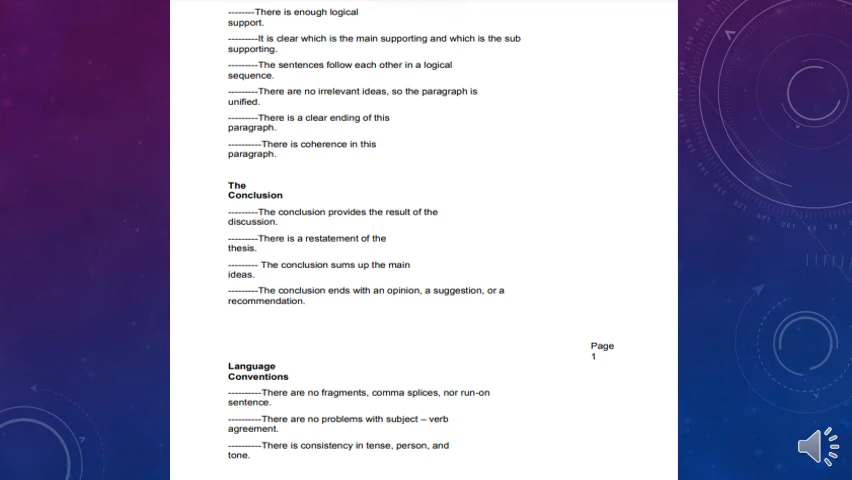 --------There is enough logical
support.
---------It is clear which is the main supporting and which is the sub
supporting.
---------The sentences follow each other in a logical
sequence.
---------There are no irrelevant ideas, so the paragraph is
unified.
---------There is a clear ending of this
paragraph.
----------There is coherence in this
paragraph.
The
Conclusion
---------The conclusion provides the result of the
discussion.
---------There is a restatement of the
thesis.
--------- The conclusion sums up the main
ideas.
---------The conclusion ends with an opinion, a suggestion, or a
recommendation.
Page
1
Language
Conventions
----------There are no fragments, comma splices, nor run-on
sentence.
----------There are no problems with subject – verb
agreement.
----------There is consistency in tense, person, and
tone.